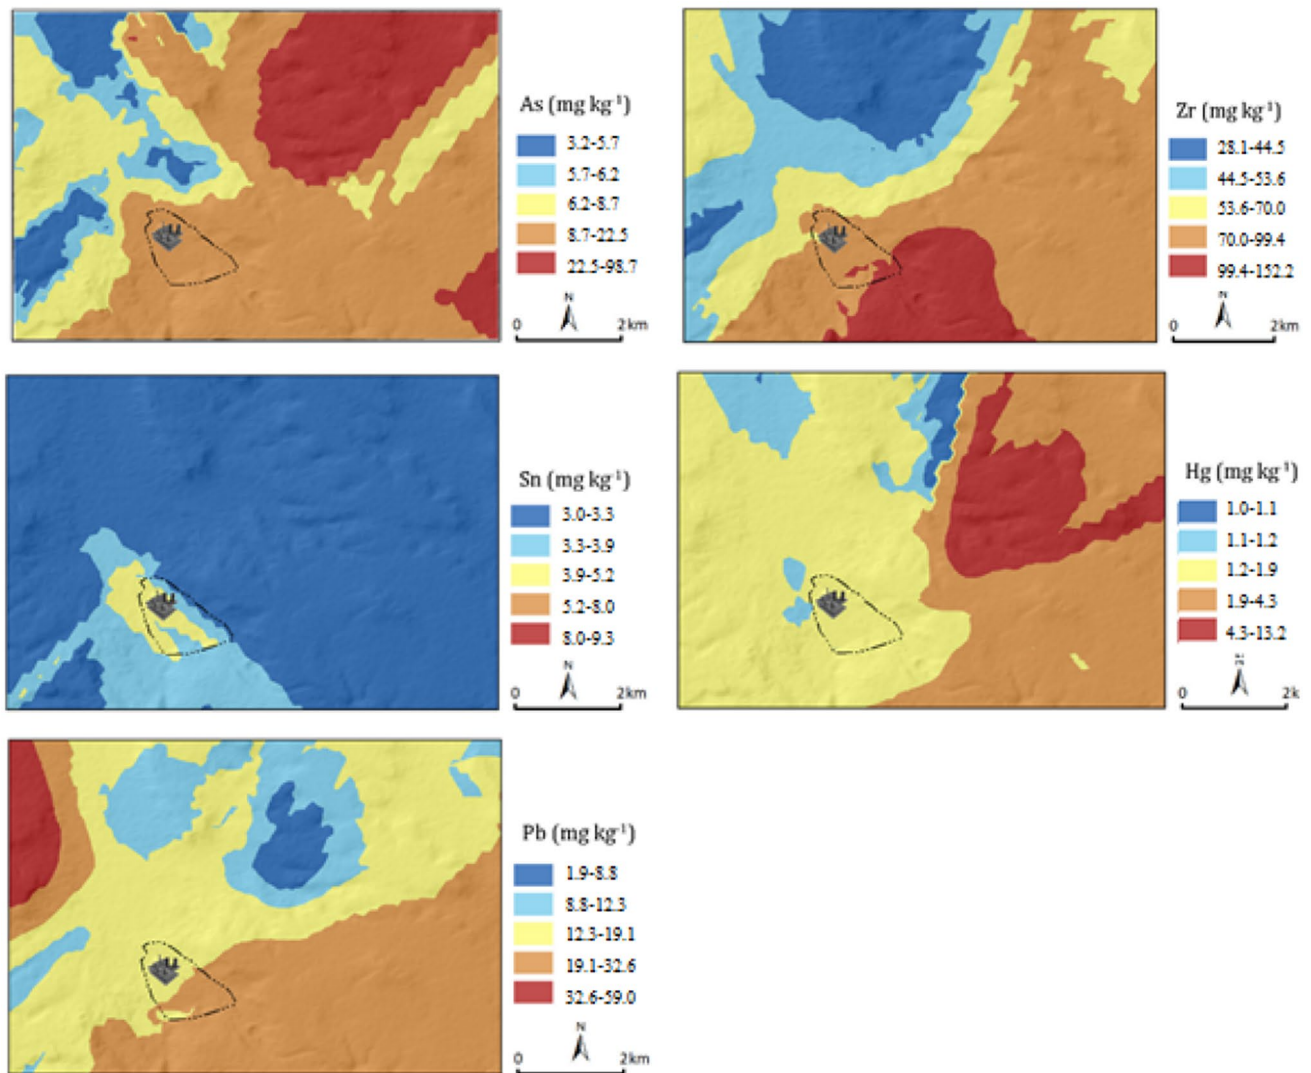 As (mg kg⁻¹)
3.2-5.7
5.7-6.2
6.2-8.7
8.7-22.5
22.5-98.7
N
0 2km
Zr (mg kg⁻¹)
28.1-44.5
44.5-53.6
53.6-70.0
70.0-99.4
99.4-152.2
N
0 2km
Sn (mg kg⁻¹)
3.0-3.3
3.3-3.9
3.9-5.2
5.2-8.0
8.0-9.3
N
0 2km
Hg (mg kg⁻¹)
1.0-1.1
1.1-1.2
1.2-1.9
1.9-4.3
4.3-13.2
0 2k
Pb (mg kg⁻¹)
1.9-8.8
8.8-12.3
12.3-19.1
19.1-32.6
32.6-59.0
N
0 2km